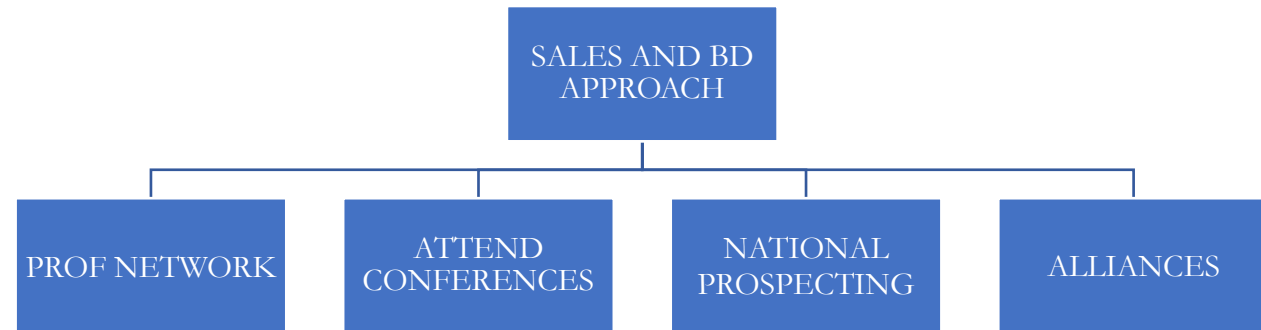 SALES AND BD
APPROACH
PROF NETWORK
ATTEND
CONFERENCES
NATIONAL
PROSPECTING
ALLIANCES